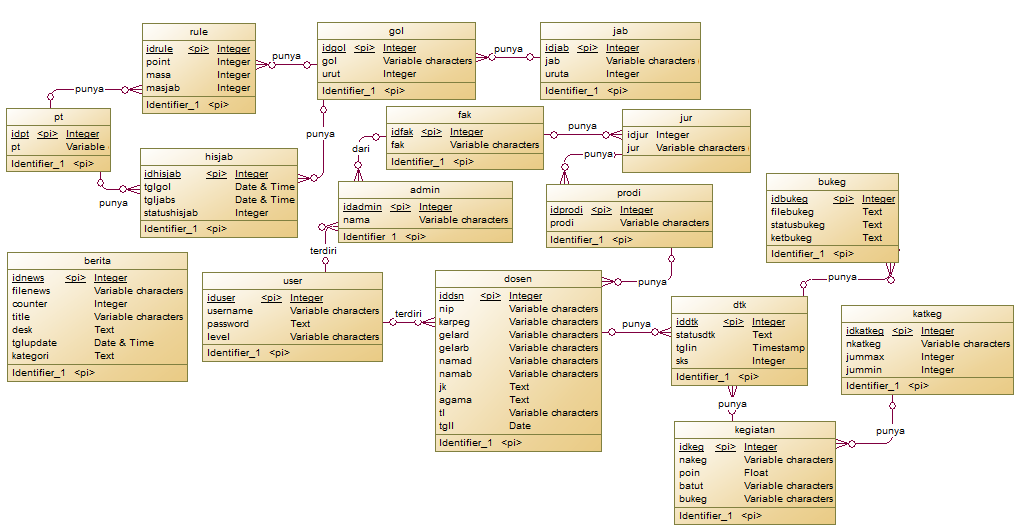 rule
idrule <pi> Integer
point Integer
masa Integer
masjab Integer
Identifier_1 <pi>
punya
gol
idgol <pi> Integer
gol Variable characters
urut Integer
Identifier_1 <pi>
punya
jab
idjab <pi> Integer
jab Variable characters
uruta Integer
Identifier_1 <pi>
punya
pt
idpt <pi> Integer
pt Variable
Identifier_1 <pi>
punya
hisjab
idhisjab <pi> Integer
tglgol Date & Time
tgljabs Date & Time
statushisjab Integer
Identifier_1 <pi>
punya
fak
idfak <pi> Integer
fak Variable characters
Identifier_1 <pi>
punya
jur
idjur Integer
jur Variable characters
Identifier_1 <pi>
punya
dari
admin
idadmin <pi> Integer
nama Variable characters
Identifier_1 <pi>
terdiri
prodi
idprodi <pi> Integer
prodi Variable characters
Identifier_1 <pi>
punya
bukeg
idbukeg <pi> Integer
filebukeg Text
statusbukeg Text
ketbukeg Text
Identifier_1 <pi>
punya
berita
idnews <pi> Integer
filenews Variable characters
counter Integer
title Variable characters
desk Text
tglupdate Date & Time
kategori Text
Identifier_1 <pi>
user
iduser <pi> Integer
username Variable characters
password Text
level Variable characters
Identifier_1 <pi>
terdiri
dosen
iddsn <pi> Integer
nip Variable characters
karpeg Variable characters
gelard Variable characters
gelarb Variable characters
namad Variable characters
namab Variable characters
jk Text
agama Text
tl Variable characters
tgll Date
Identifier_1 <pi>
punya
dtk
iddtk <pi> Integer
statusdtk Text
tglin Timestamp
sks Integer
Identifier_1 <pi>
punya
katkeg
idkatkeg <pi> Integer
nkatkeg Variable characters
jummax Integer
jummin Integer
Identifier_1 <pi>
punya
kegiatan
idkeg <pi> Integer
nakeg Variable characters
poin Float
batut Variable characters
bukeg Variable characters
Identifier_1 <pi>